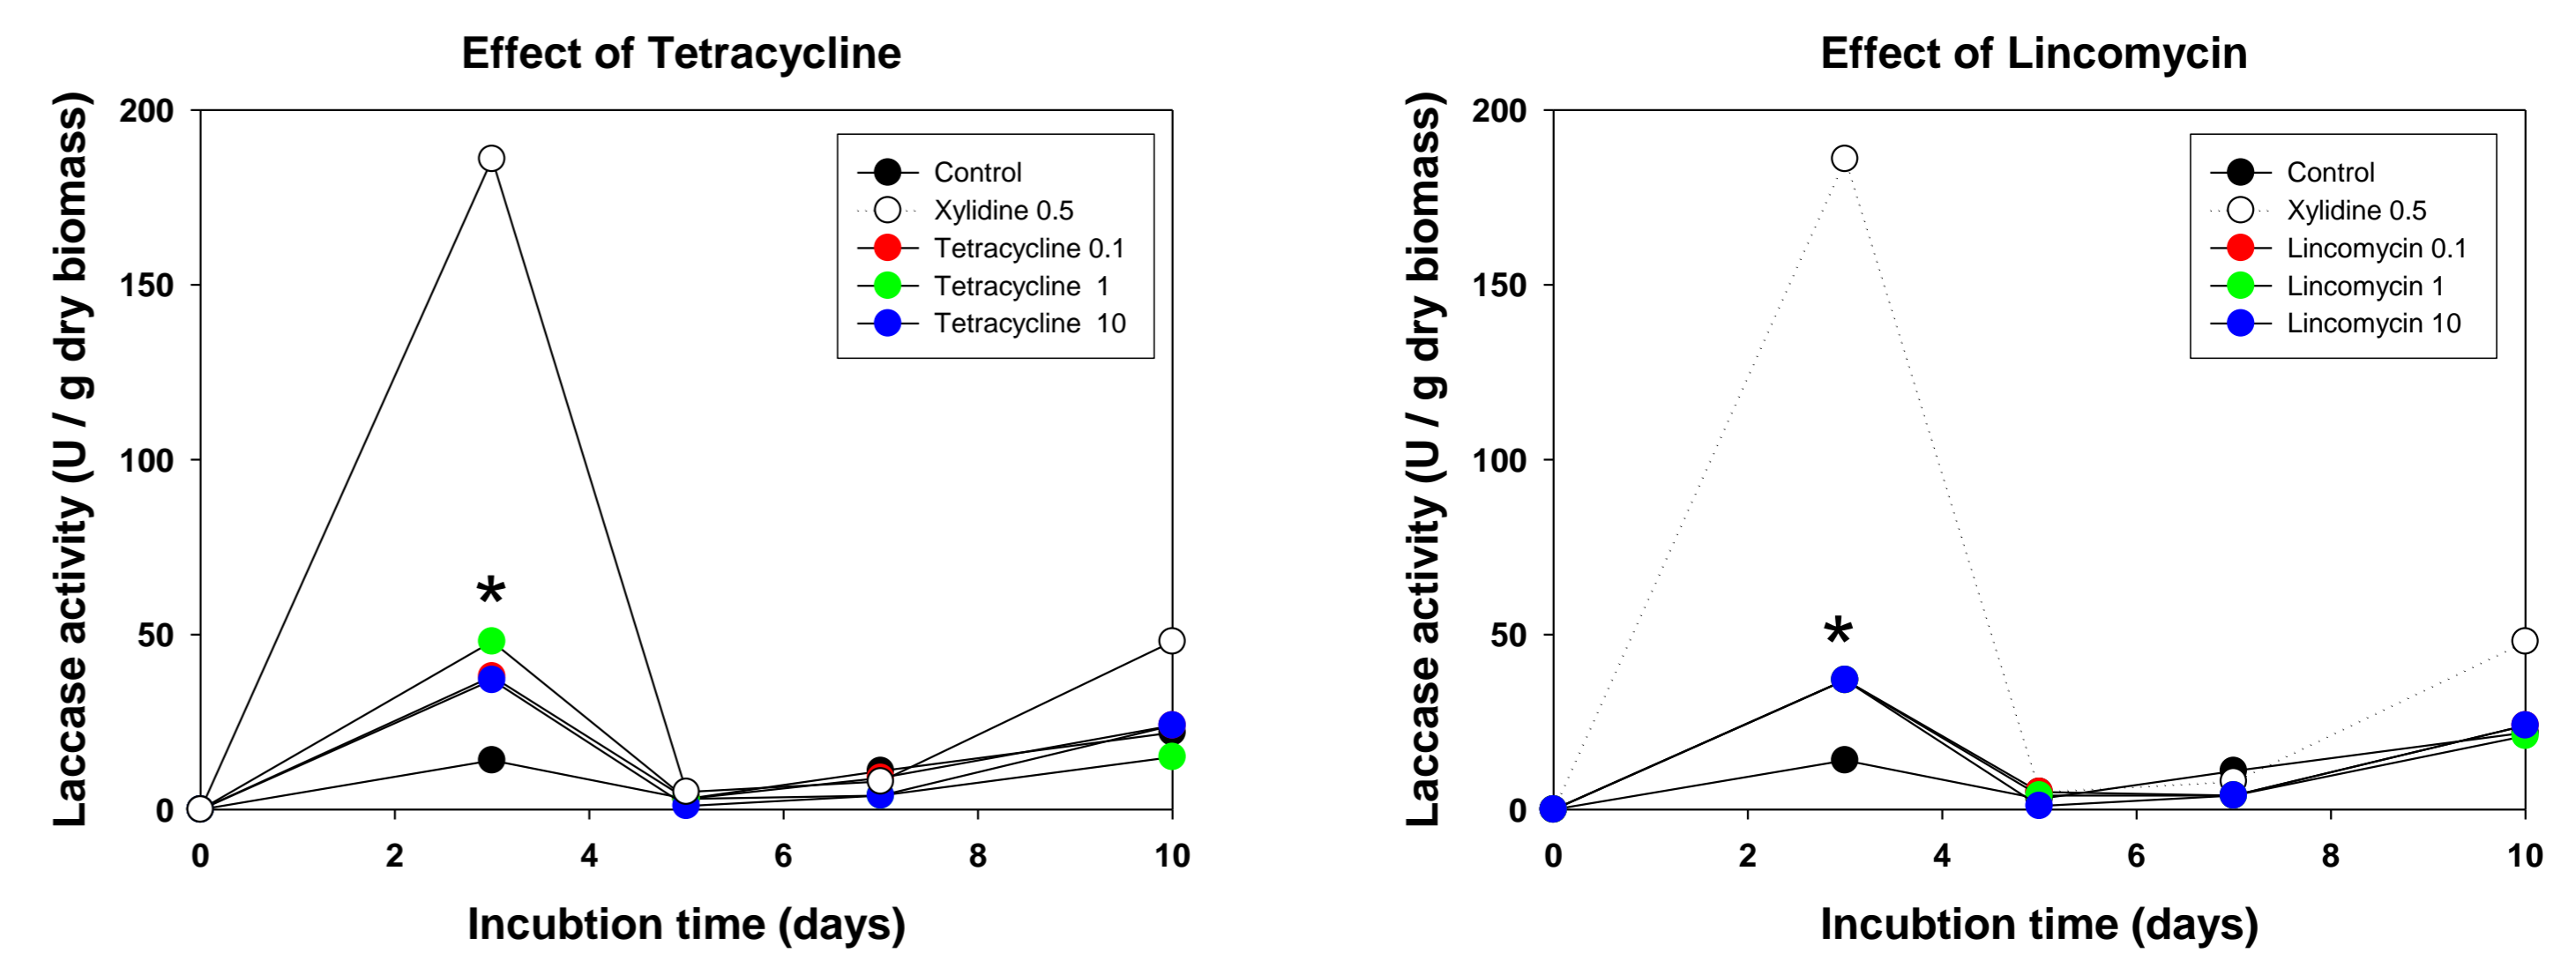 Effect of Tetracycline
Laccase activity (U / g dry biomass)
200
150
100
50
0
Control
Xylidine 0.5
Tetracycline 0.1
Tetracycline 1
Tetracycline 10
*
0 2 4 6 8 10
Incubtion time (days)
Effect of Lincomycin
Laccase activity (U / g dry biomass)
200
150
100
50
0
Control
Xylidine 0.5
Lincomycin 0.1
Lincomycin 1
Lincomycin 10
*
0 2 4 6 8 10
Incubtion time (days)